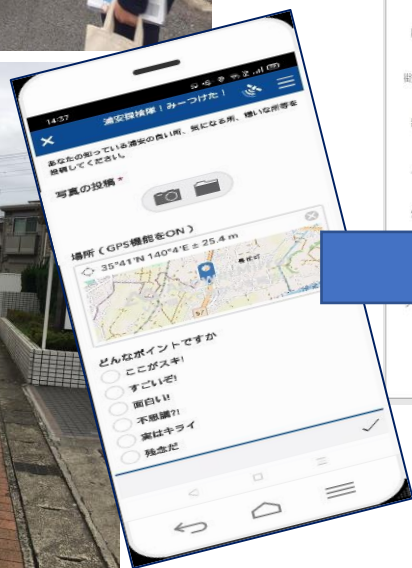 14:37
浦安探検隊!みーつけた!
あなたの知っている浦安の良い所、気になる所、嫌いな所等を
投稿してください。
写真の投稿*
場所(GPS機能をON)
35°41'N 140°4'E ± 25.4 m
どんなポイントですか
ここがスキ!
すごいぞ!
面白い!
不思議?!
実はキライ
残念だ